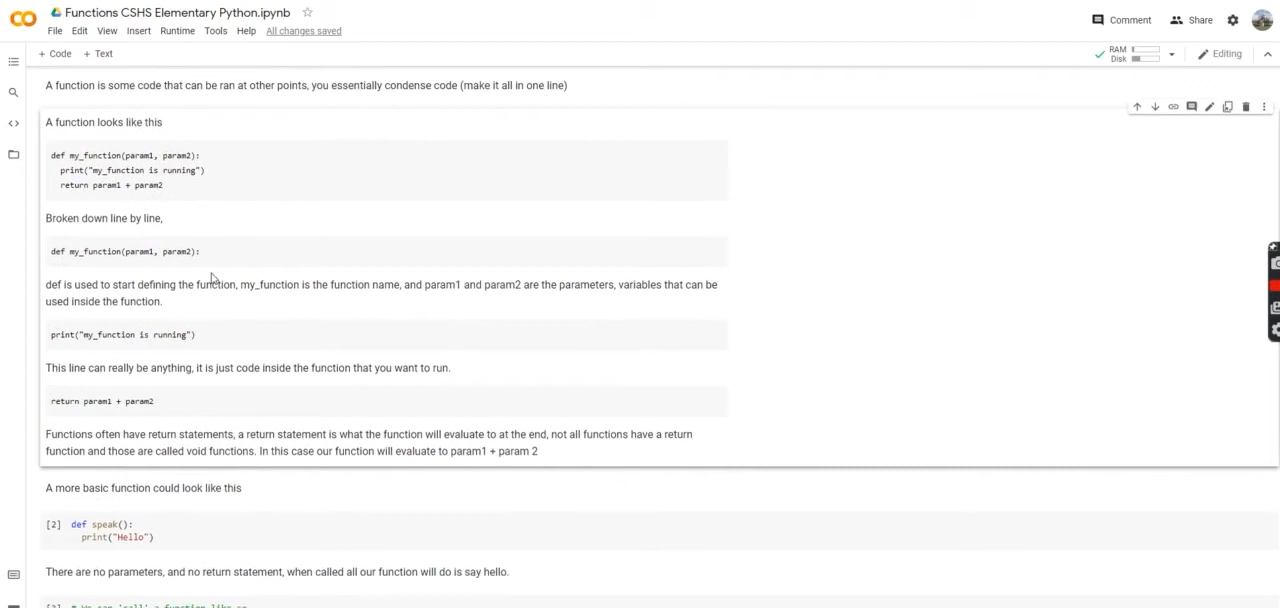 Functions CSHS Elementary Python.ipynb
Comment
Share
File Edit View Insert Runtime Tools Help All changes saved
+ Code + Text
RAM
Disk
Editing
A function is some code that can be ran at other points, you essentially condense code (make it all in one line)
A function looks like this
def my_function(param1, param2):
print("my_function is running")
return param1 + param2
Broken down line by line,
def my_function(param1, param2):
def is used to start defining the function, my_function is the function name, and param1 and param2 are the parameters, variables that can be
used inside the function.
print("my_function is running")
This line can really be anything, it is just code inside the function that you want to run.
return param1 + param2
Functions often have return statements, a return statement is what the function will evaluate to at the end, not all functions have a return
function and those are called void functions. In this case our function will evaluate to param1 + param 2
A more basic function could look like this
[2] def speak():
print("Hello")
There are no parameters, and no return statement, when called all our function will do is say hello.
[3] # We can 'call' a function like so